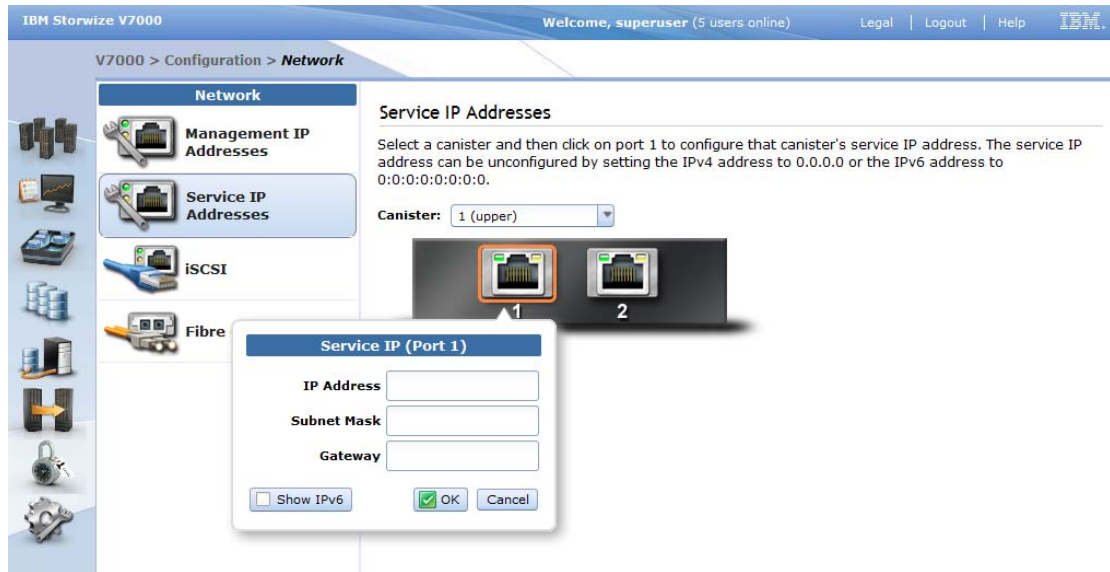 IBM Storwize V7000
Welcome, superuser (5 users online)
Legal | Logout | Help
IBM.
V7000 > Configuration > Network
Network
Management IP
Addresses
Service IP
Addresses
iSCSI
Fibre
Service IP Addresses
Select a canister and then click on port 1 to configure that canister's service IP address. The service IP
address can be unconfigured by setting the IPv4 address to 0.0.0.0 or the IPv6 address to
0:0:0:0:0:0:0:0.
Canister: 1 (upper)
1 2
Service IP (Port 1)
IP Address
Subnet Mask
Gateway
Show IPv6 OK Cancel